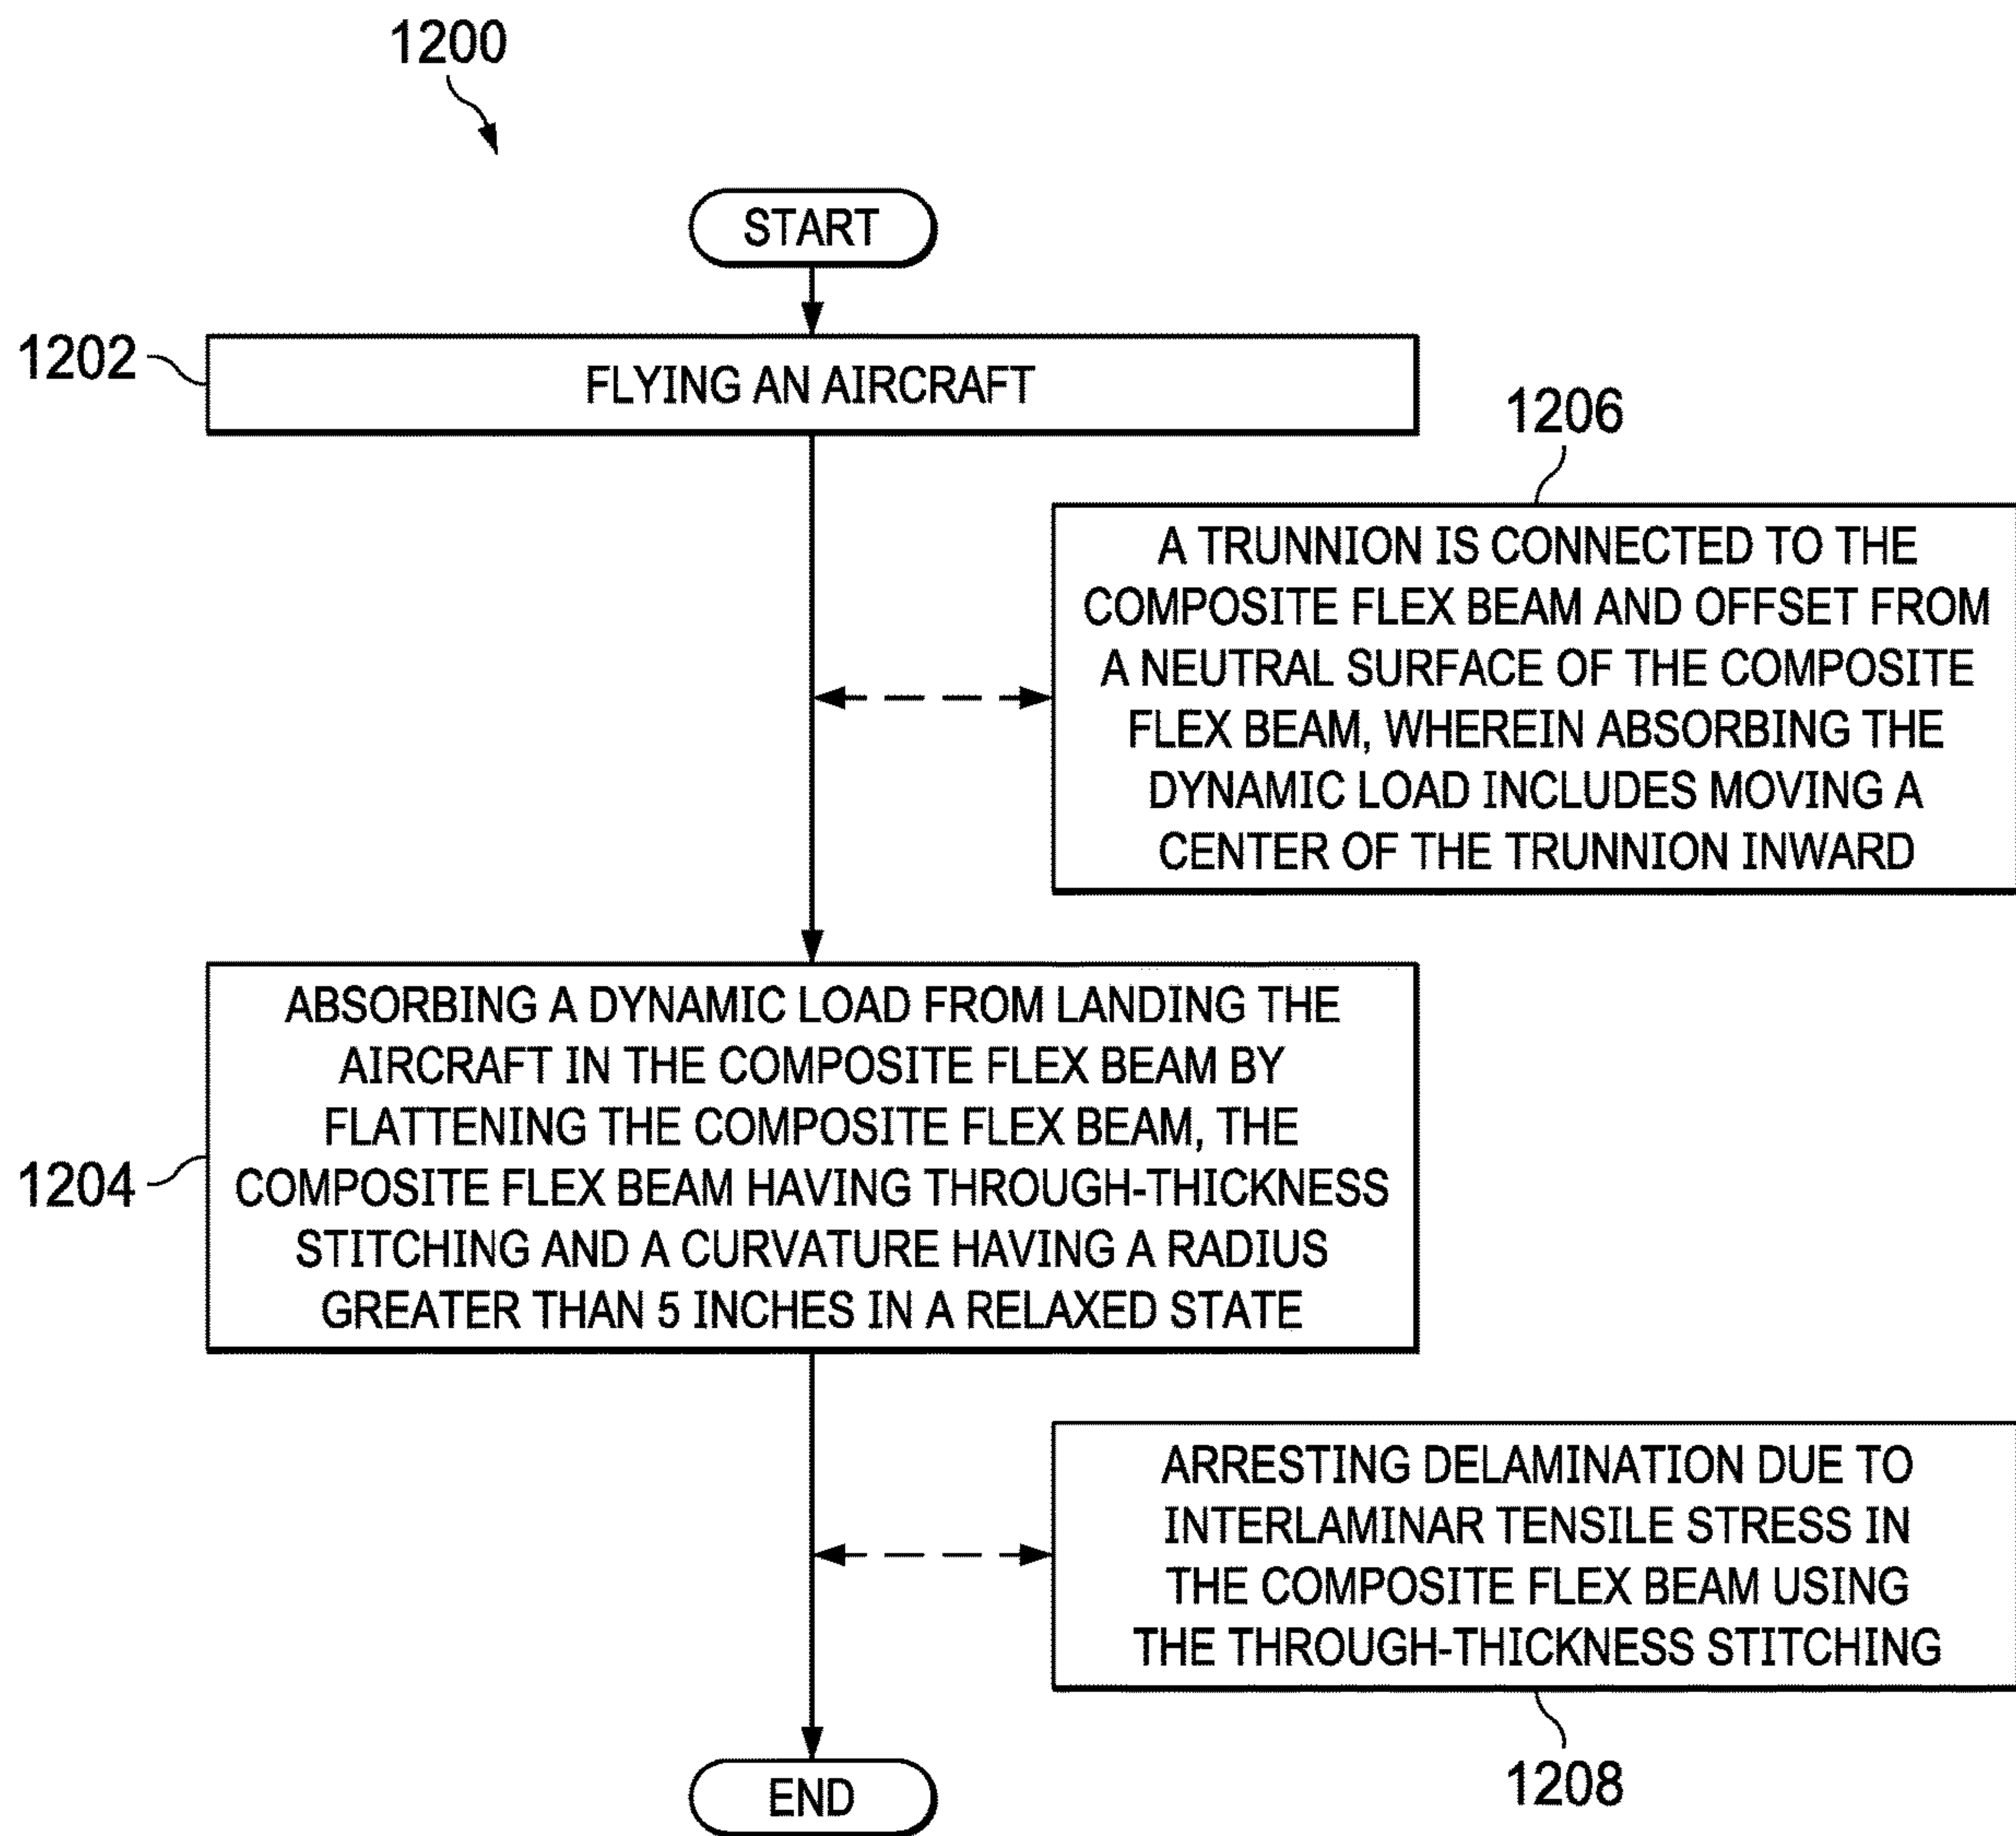 1200
START
1202
FLYING AN AIRCRAFT
1206
A TRUNNION IS CONNECTED TO THE
COMPOSITE FLEX BEAM AND OFFSET FROM
A NEUTRAL SURFACE OF THE COMPOSITE
FLEX BEAM, WHEREIN ABSORBING THE
DYNAMIC LOAD INCLUDES MOVING A
CENTER OF THE TRUNNION INWARD
1204
ABSORBING A DYNAMIC LOAD FROM LANDING THE
AIRCRAFT IN THE COMPOSITE FLEX BEAM BY
FLATTENING THE COMPOSITE FLEX BEAM, THE
COMPOSITE FLEX BEAM HAVING THROUGH-THICKNESS
STITCHING AND A CURVATURE HAVING A RADIUS
GREATER THAN 5 INCHES IN A RELAXED STATE
ARRESTING DELAMINATION DUE TO
INTERLAMINAR TENSILE STRESS IN
THE COMPOSITE FLEX BEAM USING
THE THROUGH-THICKNESS STITCHING
1208
END